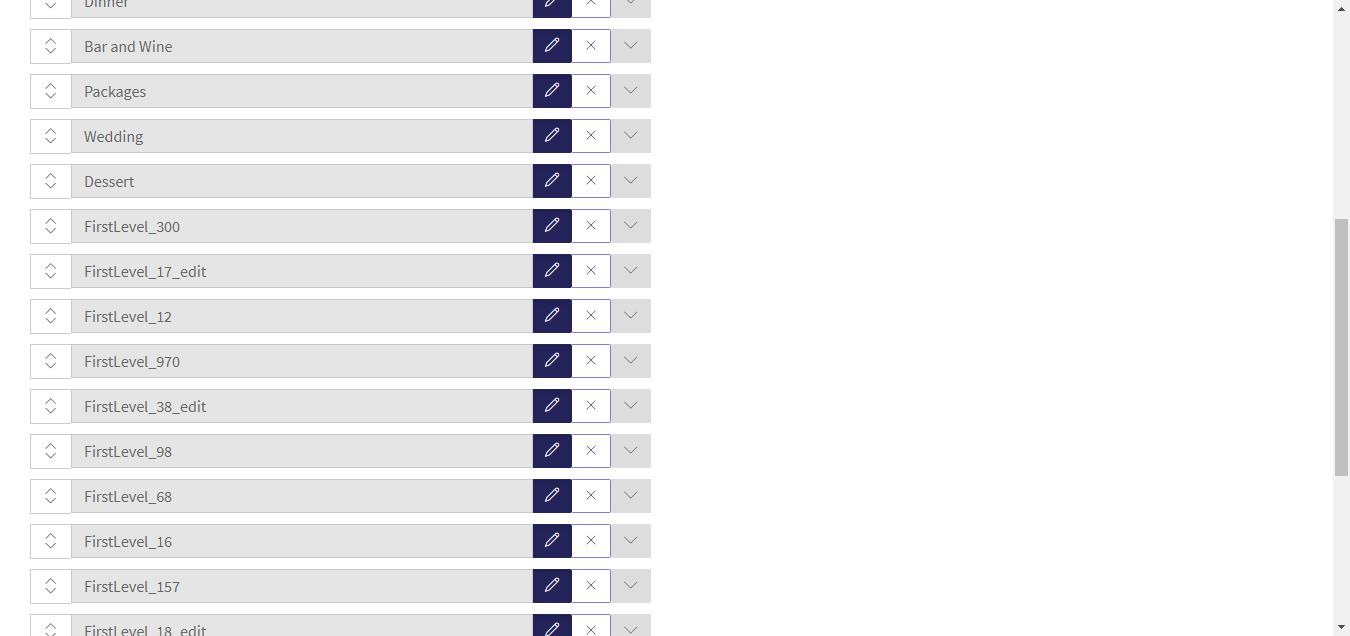 Dinner
Bar and Wine
Packages
Wedding
Dessert
FirstLevel_300
FirstLevel_17_edit
FirstLevel_12
FirstLevel_970
FirstLevel_38_edit
FirstLevel_98
FirstLevel_68
FirstLevel_16
FirstLevel_157
FirstLevel_18_edit